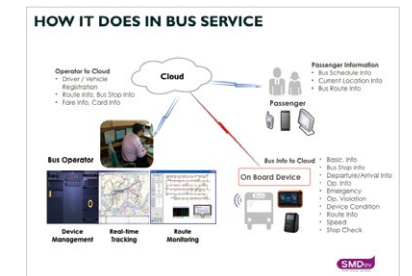 HOW IT DOES IN BUS SERVICE
Operator to Cloud
• Driver / Vehicle
Registration
• Route Info, Bus Stop Info
• Fare Info, Card Info
Cloud
Passenger Information
• Bus Schedule Info
• Current Location Info
• Bus Route Info
Passenger
Bus Operator
Device
Management
Real-time
Tracking
Route
Monitoring
Bus Info to Cloud
On Board Device
• Basic. Info
• Bus Stop Info
• Departure/Arrival Info
• Op. Info
• Emergency
• Op. Violation
• Device Condition
• Route Info
• Speed
• Stop Check
SMDev